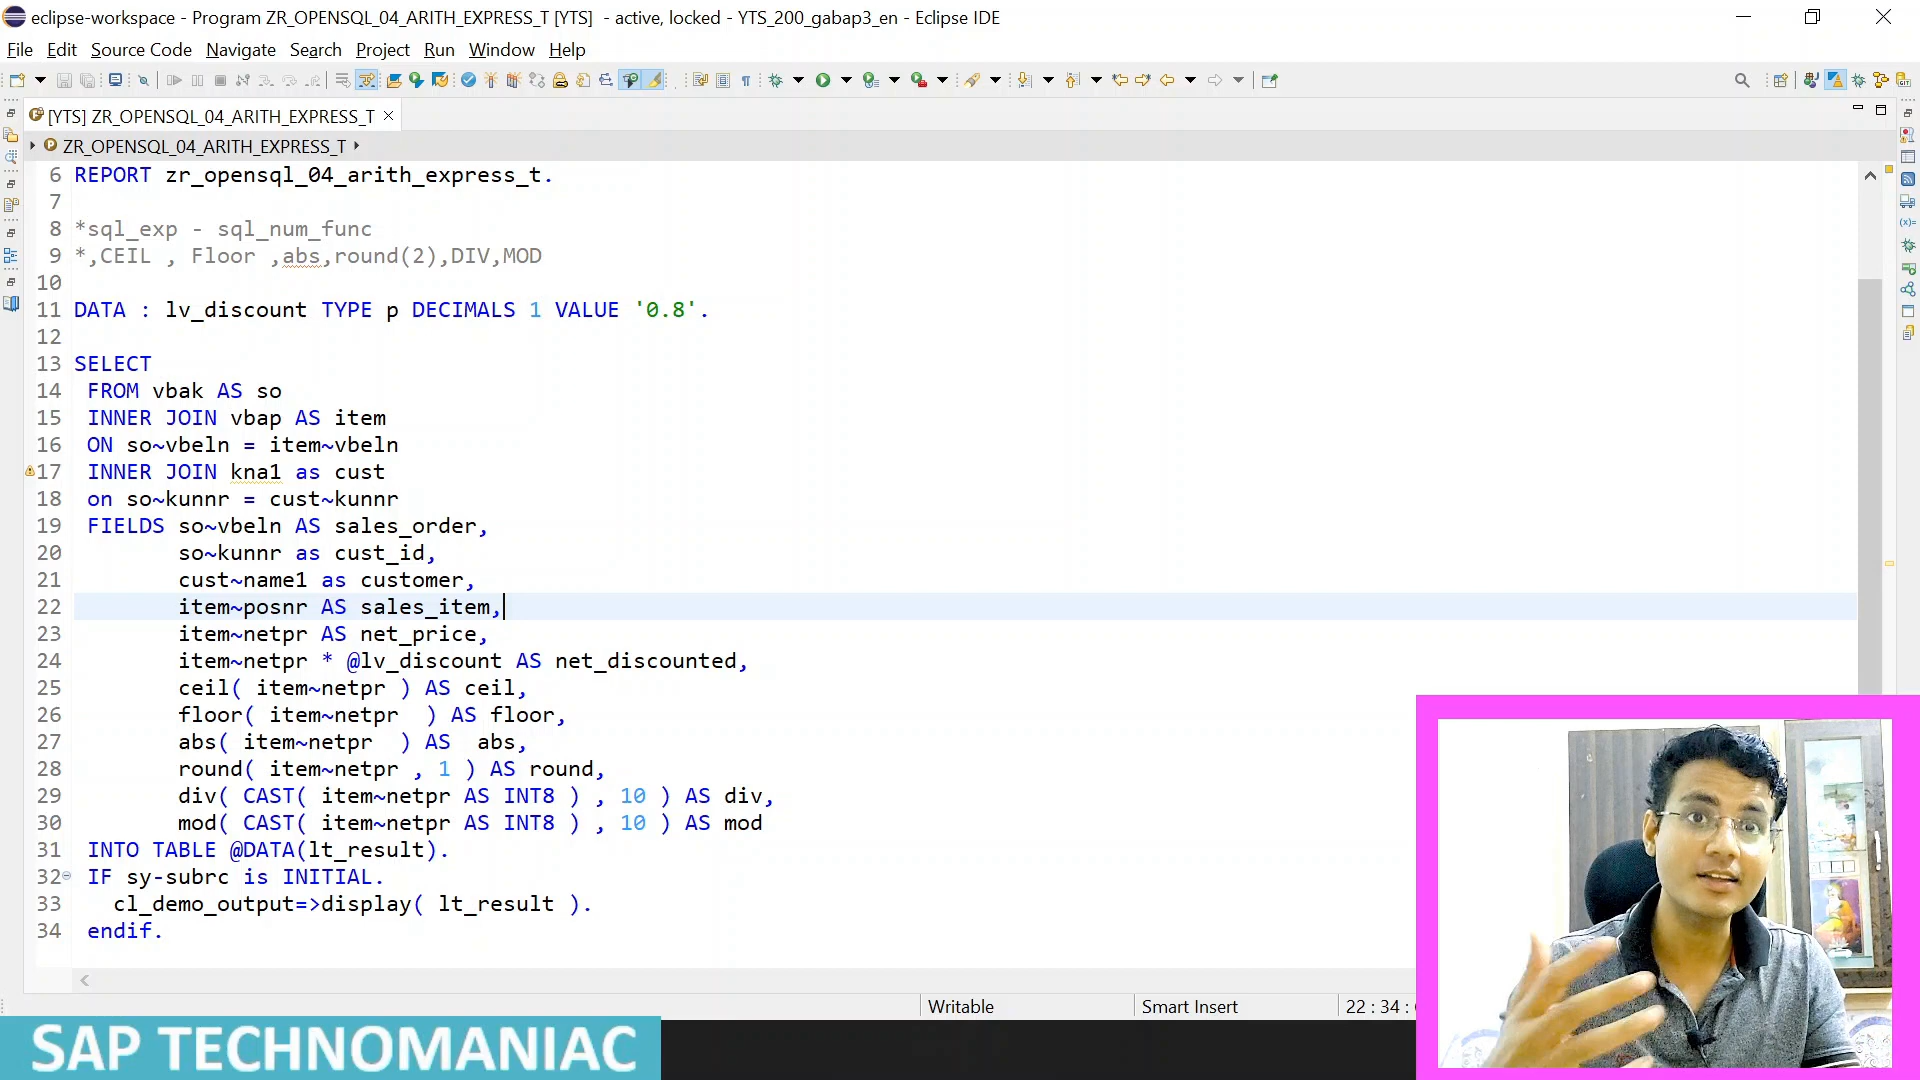 eclipse-workspace - Program ZR_OPENSQL_04_ARITH_EXPRESS_T [YTS]  - active, locked - YTS_200_gabap3_en - Eclipse IDE
File Edit Source Code Navigate Search Project Run Window Help
[YTS] ZR_OPENSQL_04_ARITH_EXPRESS_T
ZR_OPENSQL_04_ARITH_EXPRESS_T
6 REPORT zr_opensql_04_arith_express_t.
7
8 *sql_exp - sql_num_func
9 *,CEIL , Floor ,abs,round(2),DIV,MOD
10
11 DATA : lv_discount TYPE p DECIMALS 1 VALUE '0.8'.
12
13 SELECT
14 FROM vbak AS so
15 INNER JOIN vbap AS item
16 ON so~vbeln = item~vbeln
17 INNER JOIN kna1 as cust
18 on so~kunnr = cust~kunnr
19 FIELDS so~vbeln AS sales_order,
20 so~kunnr as cust_id,
21 cust~name1 as customer,
22 item~posnr AS sales_item,
23 item~netpr AS net_price,
24 item~netpr * @lv_discount AS net_discounted,
25 ceil( item~netpr ) AS ceil,
26 floor( item~netpr  ) AS floor,
27 abs( item~netpr  ) AS  abs,
28 round( item~netpr , 1 ) AS round,
29 div( CAST( item~netpr AS INT8 ) , 10 ) AS div,
30 mod( CAST( item~netpr AS INT8 ) , 10 ) AS mod
31 INTO TABLE @DATA(lt_result).
32 IF sy-subrc is INITIAL.
33 cl_demo_output=>display( lt_result ).
34 endif.
Writable Smart Insert 22 : 34 :
SAP TECHNOMANIAC